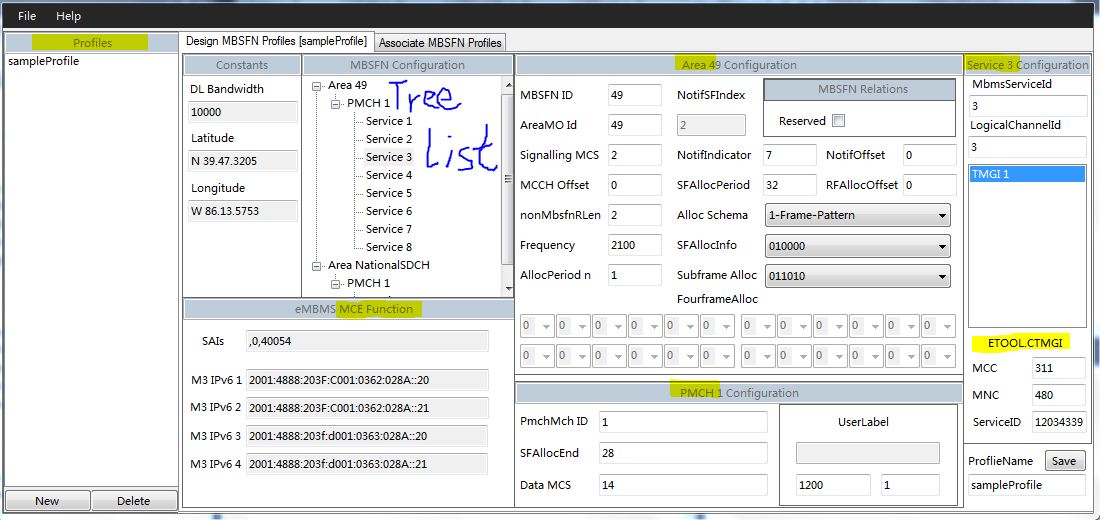 File Help
Profiles
sampleProfile
New Delete
Design MBSFN Profiles [sampleProfile] Associate MBSFN Profiles
Constants
DL Bandwidth
10000
Latitude
N 39.47.3205
Longitude
W 86.13.5753
MBSFN Configuration
Area 49
PMCH 1
Service 1
Service 2
Service 3
Service 4
Service 5
Service 6
Service 7
Service 8
Area NationalSDCH
PMCH 1
Tree
List
eMBMS MCE Function
SAIs ,0,40054
M3 IPv6 1 2001:4888:203F:C001:0362:028A::20
M3 IPv6 2 2001:4888:203F:C001:0362:028A::21
M3 IPv6 3 2001:4888:203f:d001:0363:028A::20
M3 IPv6 4 2001:4888:203f:d001:0363:028A::21
Area 49 Configuration
MBSFN ID 49 NotifSFIndex
MBSFN Relations
AreaMO Id 49 2 Reserved
Signalling MCS 2 NotifIndicator 7 NotifOffset 0
MCCH Offset 0 SFAllocPeriod 32 RFAllocOffset 0
nonMbsfnRLen 2 Alloc Schema 1-Frame-Pattern
Frequency 2100 SFAllocInfo 010000
AllocPeriod n 1 Subframe Alloc 011010
FourframeAlloc
0 0 0 0 0 0 0 0 0 0 0 0
0 0 0 0 0 0 0 0 0 0 0 0
PMCH 1 Configuration
PmchMch ID 1
SFAllocEnd 28
Data MCS 14
UserLabel
1200 1
Service 3 Configuration
MbmsServiceId
3
LogicalChannelId
3
TMGI 1
ETOOL.CTMGI
MCC 311
MNC 480
ServiceID 12034339
ProflieName Save
sampleProfile